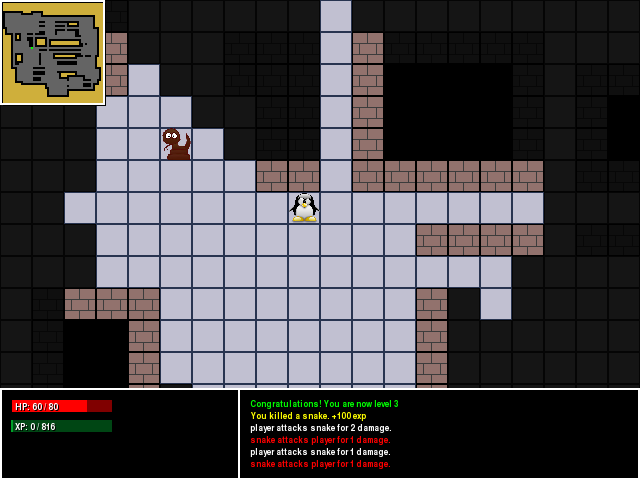 HP: 60 / 80
XP: 0 / 816
Congratulations! You are now level 3
You killed a snake. +100 exp
player attacks snake for 2 damage.
snake attacks player for 1 damage.
player attacks snake for 1 damage.
snake attacks player for 1 damage.